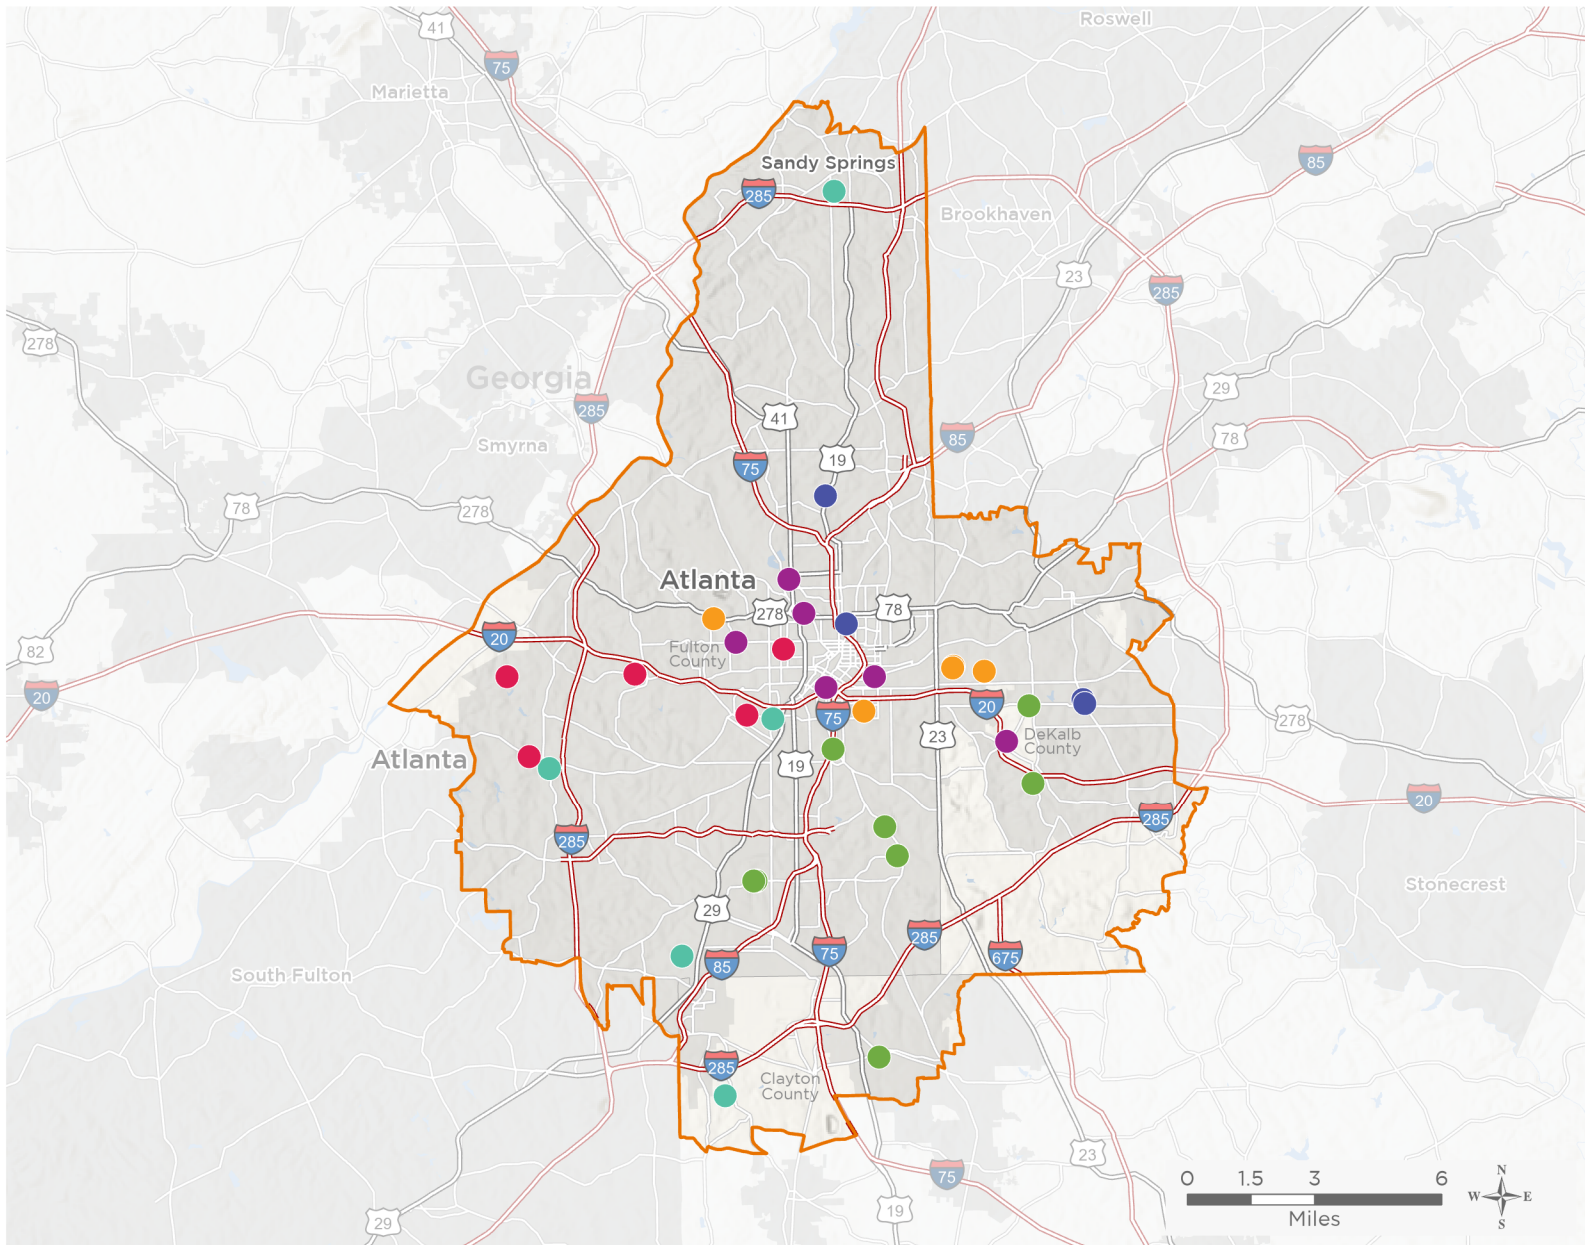 Roswell
41
75
Marietta
85
Sandy Springs
285
Brookhaven
23
285
278
Georgia
29
285
41
85
78
Smyrna
19
75
78
278
Atlanta
278
78
20
82
Fulton
County
20
20
75
278
23
DeKalb
County
Atlanta
19
20
285
285
Stonecrest
29
285
75
675
85
South Fulton
285
Clayton
County
23
75
0 1.5 3 6
Miles
N
W E
S
19
29